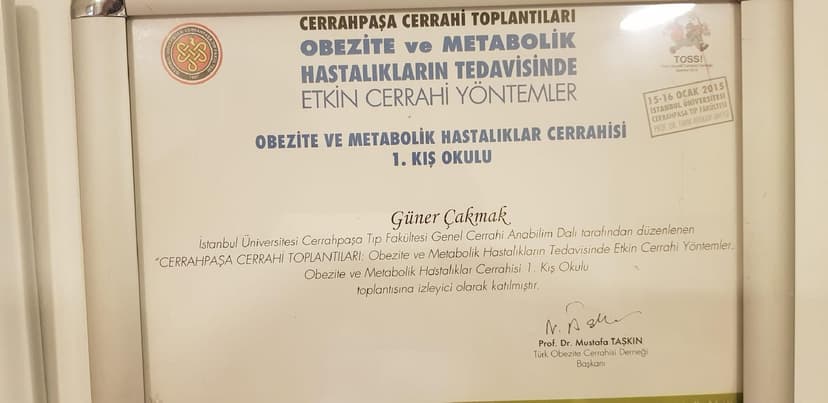 CERRAHPAŞA CERRAHİ TOPLANTILARI
OBEZİTE ve METABOLİK
HASTALIKLARIN TEDAVİSİNDE
ETKİN CERRAHİ YÖNTEMLER
TOSS!
15-16 OCAK 2015
İSTANBUL ÜNİVERSİTESİ
CERRAHPAŞA TIP FAKÜLTESİ
OBEZİTE VE METABOLİK HASTALIKLAR CERRAHİSİ
1. KIŞ OKULU
Güner Çakmak
İstanbul Üniversitesi Cerrahpaşa Tıp Fakültesi Genel Cerrahi Anabilim Dalı tarafından düzenlenen
"CERRAHPAŞA CERRAHİ TOPLANTILARI: Obezite ve Metabolik Hastalıkların Tedavisinde Etkin Cerrahi Yöntemler.
Obezite ve Metabolik Hastalıklar Cerrahisi 1. Kış Okulu
toplantısına izleyici olarak katılmıştır.
Prof. Dr. Mustafa TAŞKIN
Türk Obezite Cerrahisi Derneği
Başkanı